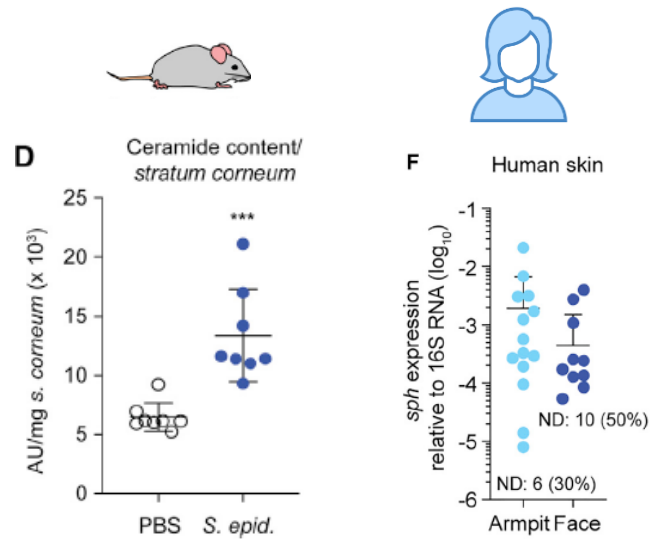 D
Ceramide content/
stratum corneum
AU/mg s. corneum (x 10³)
25
20
15
10
5
0
***
PBS
S. epid.
F
Human skin
sph expression
relative to 16S RNA (log₁₀)
-1
-2
-3
-4
-5
-6
ND: 10 (50%)
ND: 6 (30%)
Armpit Face